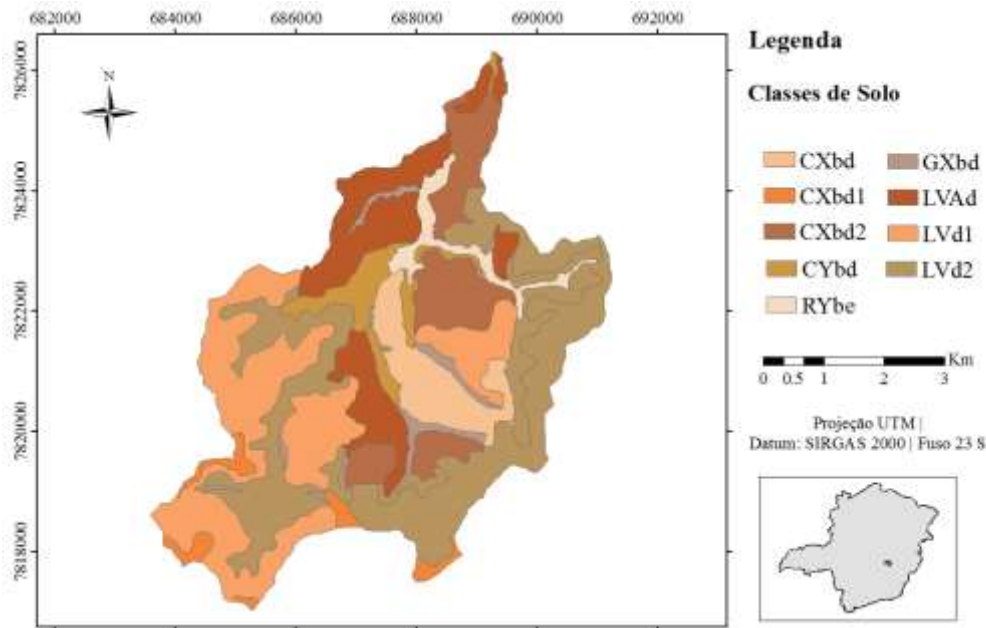 682000 684000 686000 688000 690000 692000
7826000
7824000
7822000
7820000
7818000
N
Legenda
Classes de Solo
CXbd GXbd
CXbd1 LVAd
CXbd2 LVd1
CYbd LVd2
RYbe
Km
0 0.5 1 2 3
Projeção UTM |
Datum: SIRGAS 2000 | Fuso 23 S